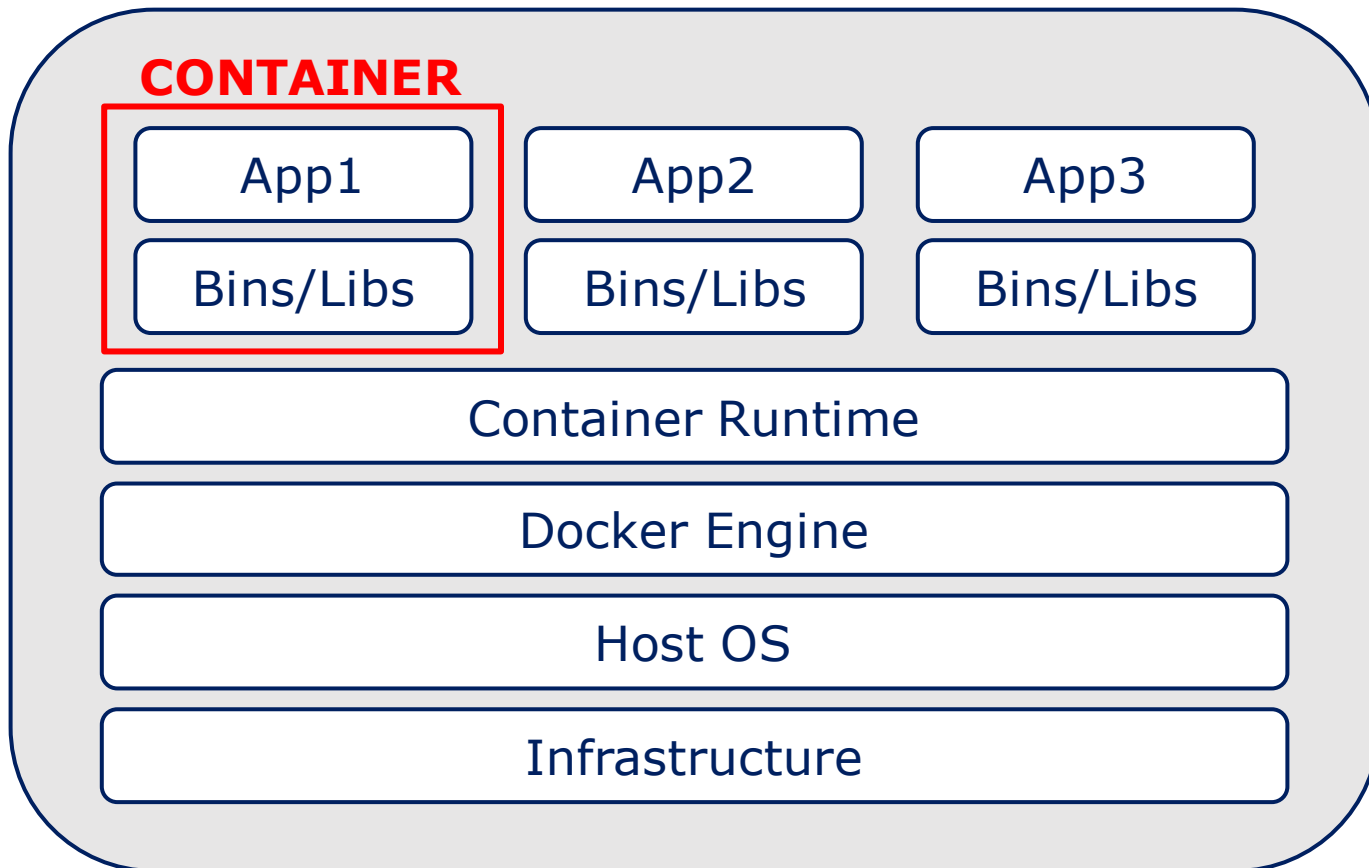 CONTAINER
App1
App2
App3
Bins/Libs
Bins/Libs
Bins/Libs
Container Runtime
Docker Engine
Host OS
Infrastructure